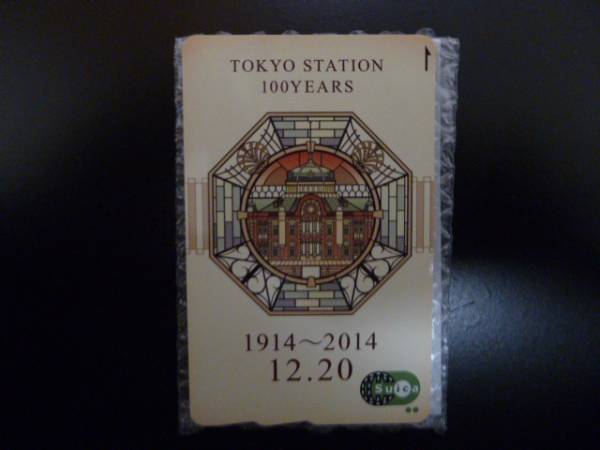 TOKYO STATION
100YEARS
1914～2014
12.20
Suica